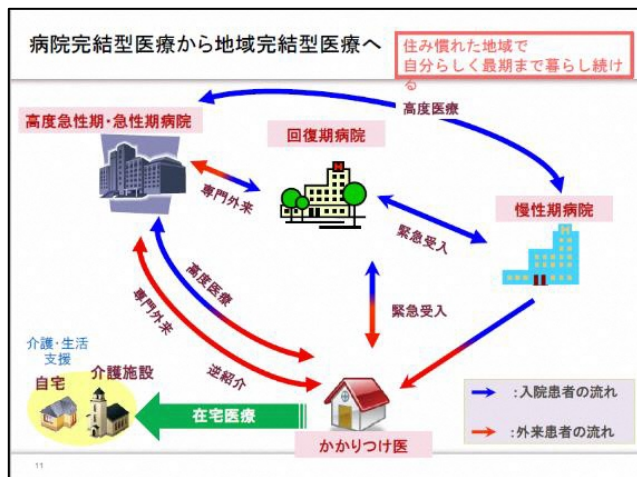 病院完結型医療から地域完結型医療へ
住み慣れた地域で
自分らしく最期まで暮らし続け
る
高度医療
高度急性期・急性期病院
回復期病院
専門外来
慢性期病院
緊急受入
高度医療
専門外来
緊急受入
逆紹介
介護・生活
支援
自宅
介護施設
在宅医療
かかりつけ医
:入院患者の流れ
:外来患者の流れ
11